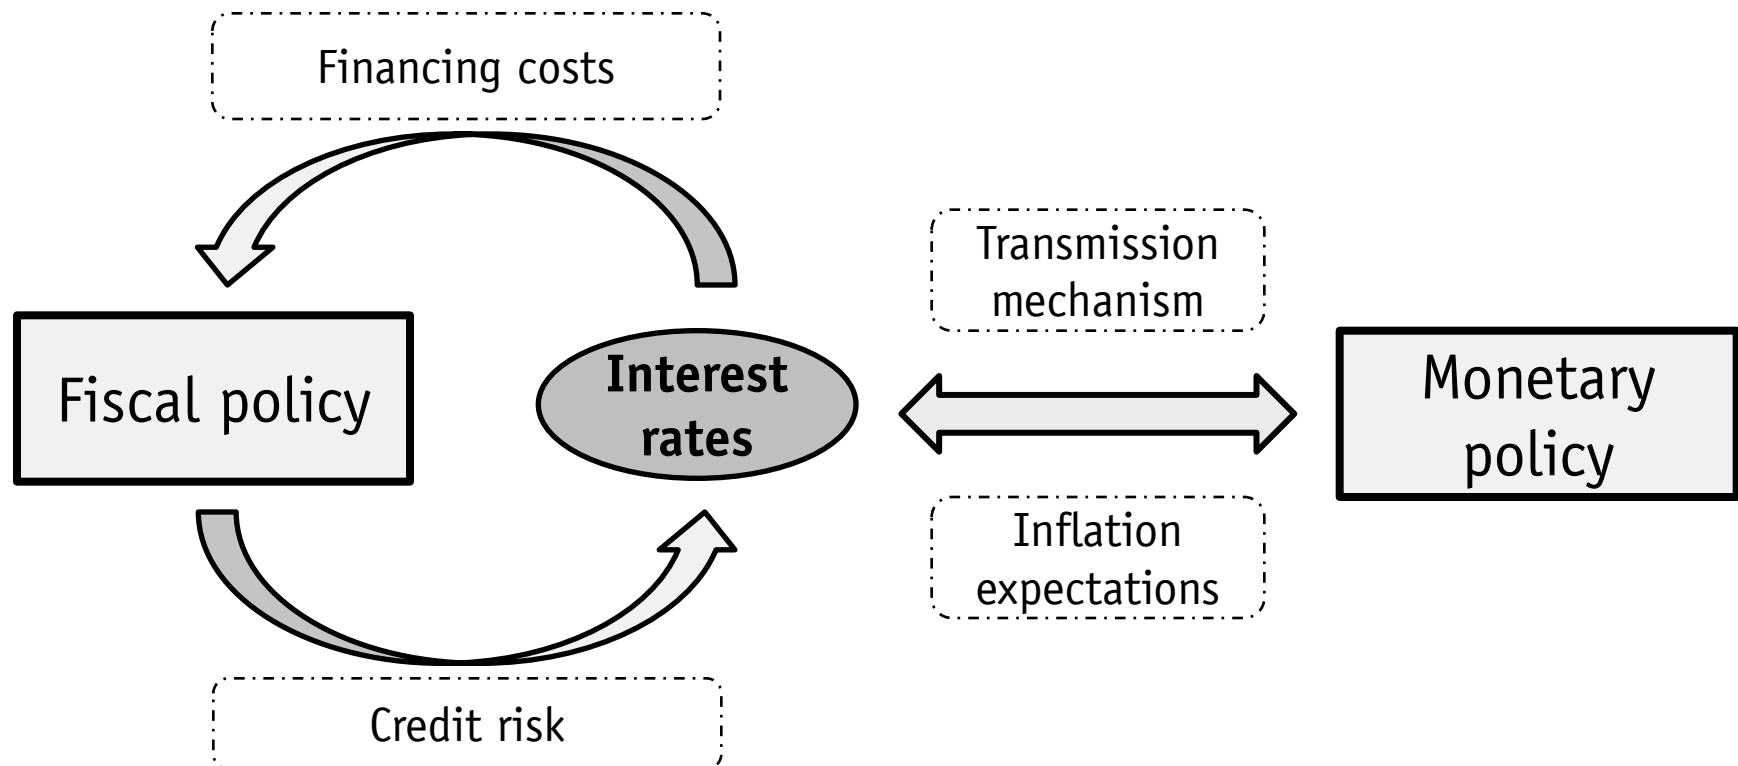 Financing costs
Transmission
mechanism
Fiscal policy
Interest
rates
Monetary
policy
Inflation
expectations
Credit risk